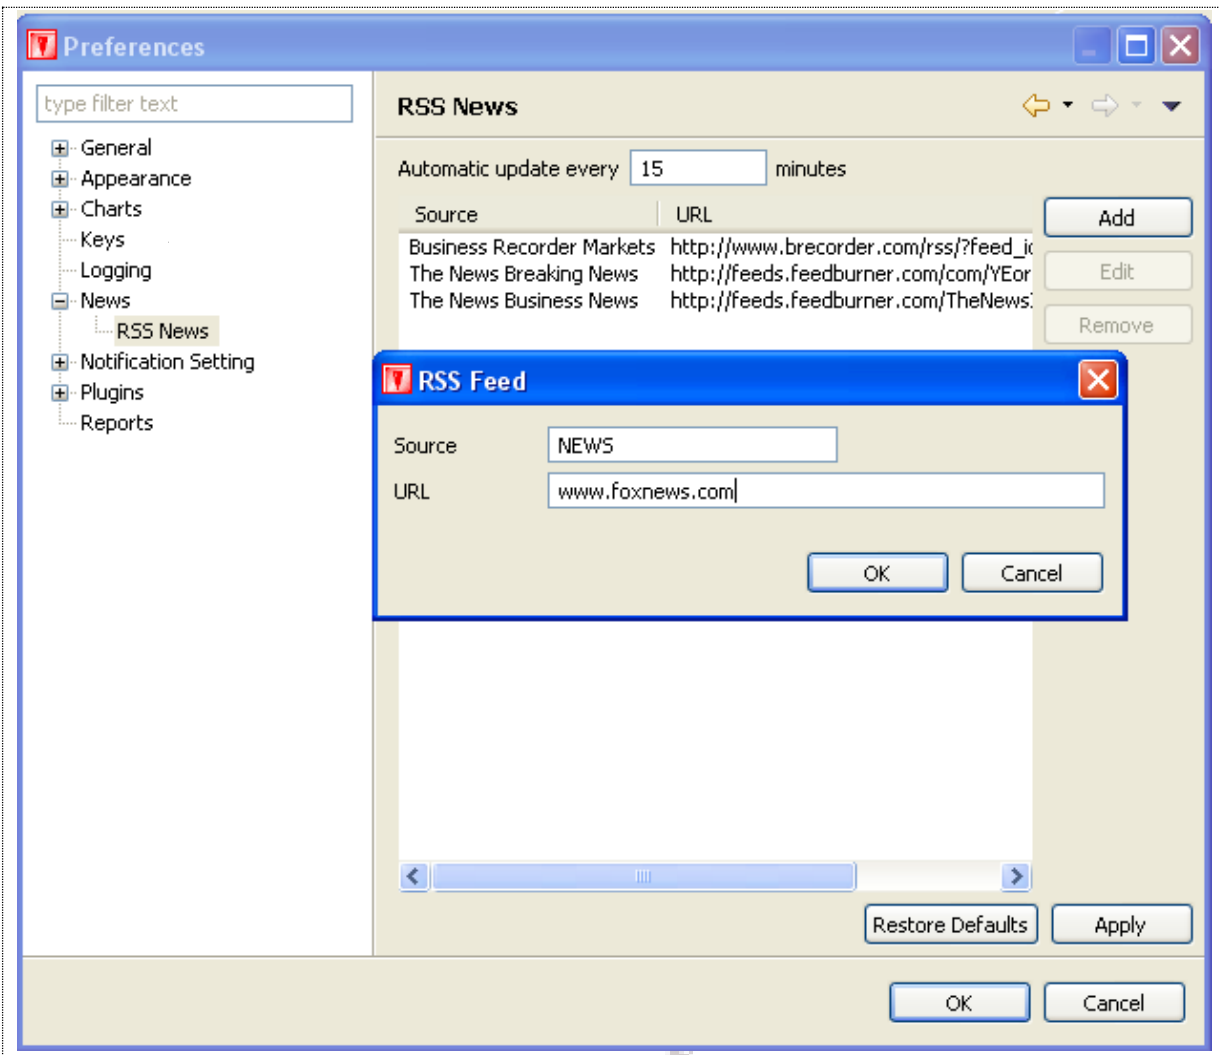 Preferences
type filter text
General
Appearance
Charts
Keys
Logging
News
RSS News
Notification Setting
Plugins
Reports
RSS News
Automatic update every 15 minutes
Source URL
Business Recorder Markets http://www.brecorder.com/rss/?feed_i
The News Breaking News http://feeds.feedburner.com/com/YEor
The News Business News http://feeds.feedburner.com/TheNews
Add
Edit
Remove
RSS Feed
Source NEWS
URL www.foxnews.com
OK Cancel
Restore Defaults Apply
OK Cancel